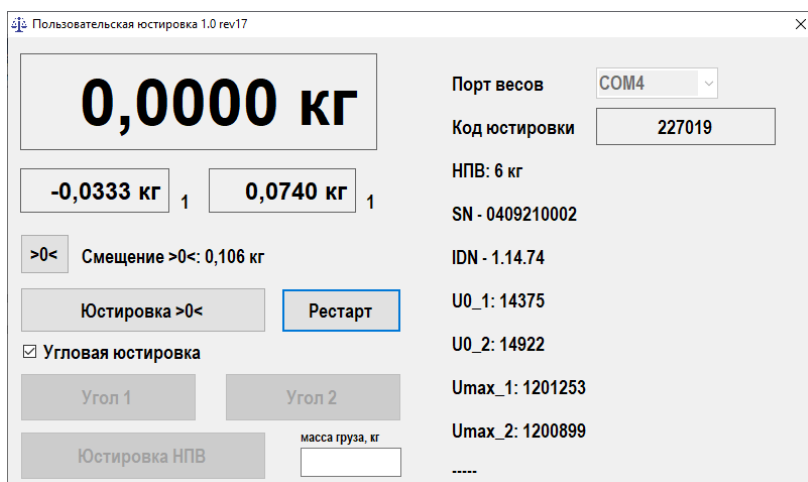 Пользовательская юстировка 1.0 rev17
0,0000 кг
-0,0333 кг 1 0,0740 кг 1
>0< Смещение >0<: 0,106 кг
Юстировка >0< Рестарт
Угловая юстировка
Угол 1 Угол 2
Юстировка НПВ
масса груза, кг
Порт весов COM4
Код юстировки 227019
НПВ: 6 кг
SN - 0409210002
IDN - 1.14.74
U0_1: 14375
U0_2: 14922
Umax_1: 1201253
Umax_2: 1200899
-----